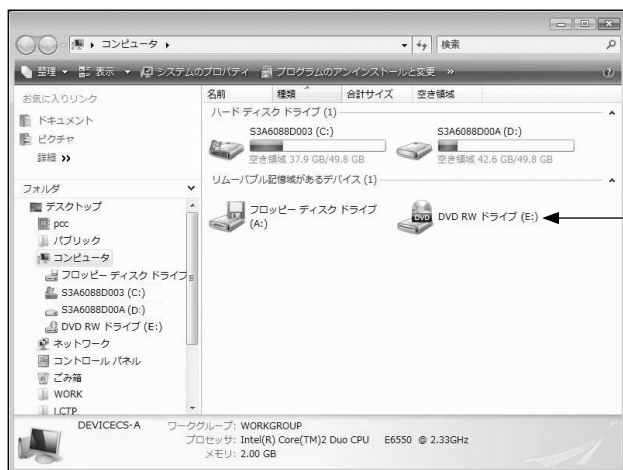 コンピュータ
検索
整理 表示 システムのプロパティ プログラムのアンインストールと変更 »
お気に入りリンク
ドキュメント
ピクチャ
詳細 »
フォルダ
デスクトップ
pcc
パブリック
コンピュータ
フロッピー ディスク ドライブ
S3A6088D003 (C:)
S3A6088D00A (D:)
DVD RW ドライブ (E:)
ネットワーク
コントロール パネル
ごみ箱
WORK
LCTP
名前 種類 合計サイズ 空き領域
ハード ディスク ドライブ (1)
S3A6088D003 (C:)
空き領域 37.9 GB/49.8 GB
S3A6088D00A (D:)
空き領域 42.6 GB/49.8 GB
リムーバブル記憶域があるデバイス (1)
フロッピー ディスク ドライブ
(A:)
DVD RW ドライブ (E:)
DVD
DEVICECS-A ワークグループ: WORKGROUP
プロセッサ: Intel(R) Core(TM)2 Duo CPU E6550 @ 2.33GHz
メモリ: 2.00 GB